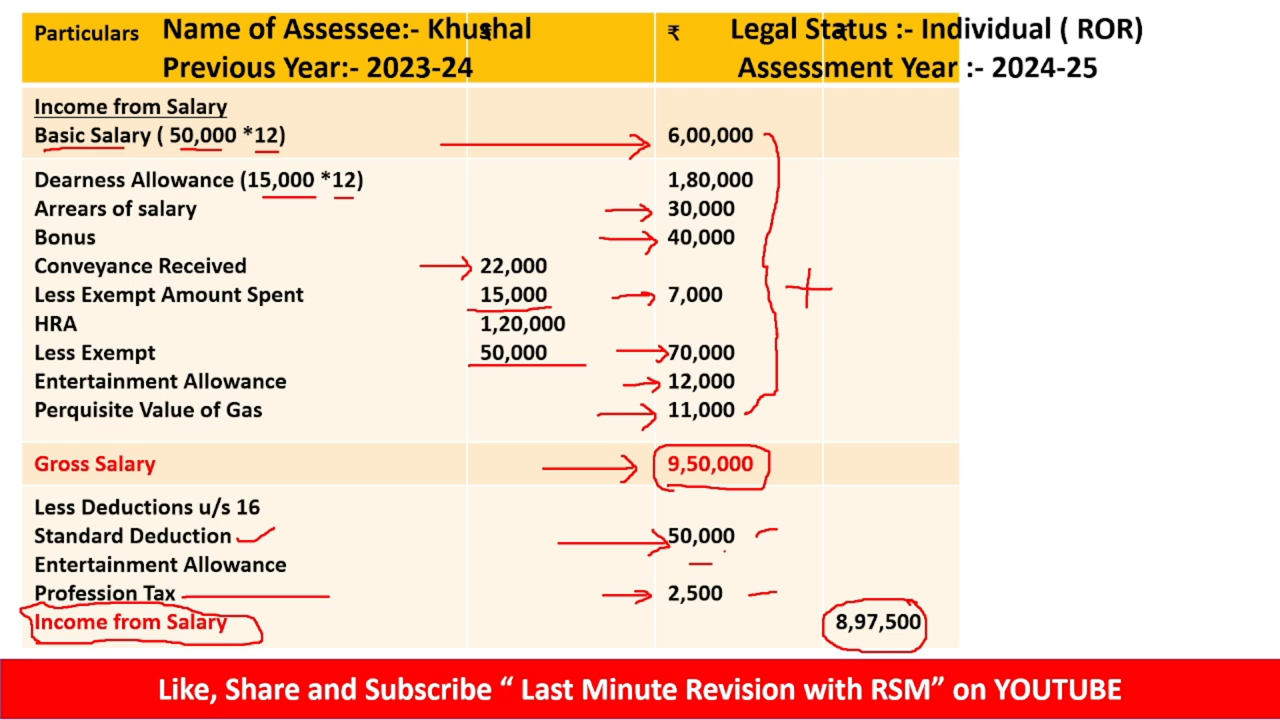 Particulars ₹ ₹ ₹
Name of Assessee:- Khushal Legal Status :- Individual ( ROR)
Previous Year:- 2023-24 Assessment Year :- 2024-25
Income from Salary
Basic Salary ( 50,000 *12) 6,00,000
Dearness Allowance (15,000 *12) 1,80,000
Arrears of salary 30,000
Bonus 40,000
Conveyance Received 22,000
Less Exempt Amount Spent 15,000 7,000
HRA 1,20,000
Less Exempt 50,000 70,000
Entertainment Allowance 12,000
Perquisite Value of Gas 11,000
+
Gross Salary 9,50,000
Less Deductions u/s 16
Standard Deduction 50,000
Entertainment Allowance
Profession Tax 2,500
Income from Salary 8,97,500
Like, Share and Subscribe “ Last Minute Revision with RSM” on YOUTUBE